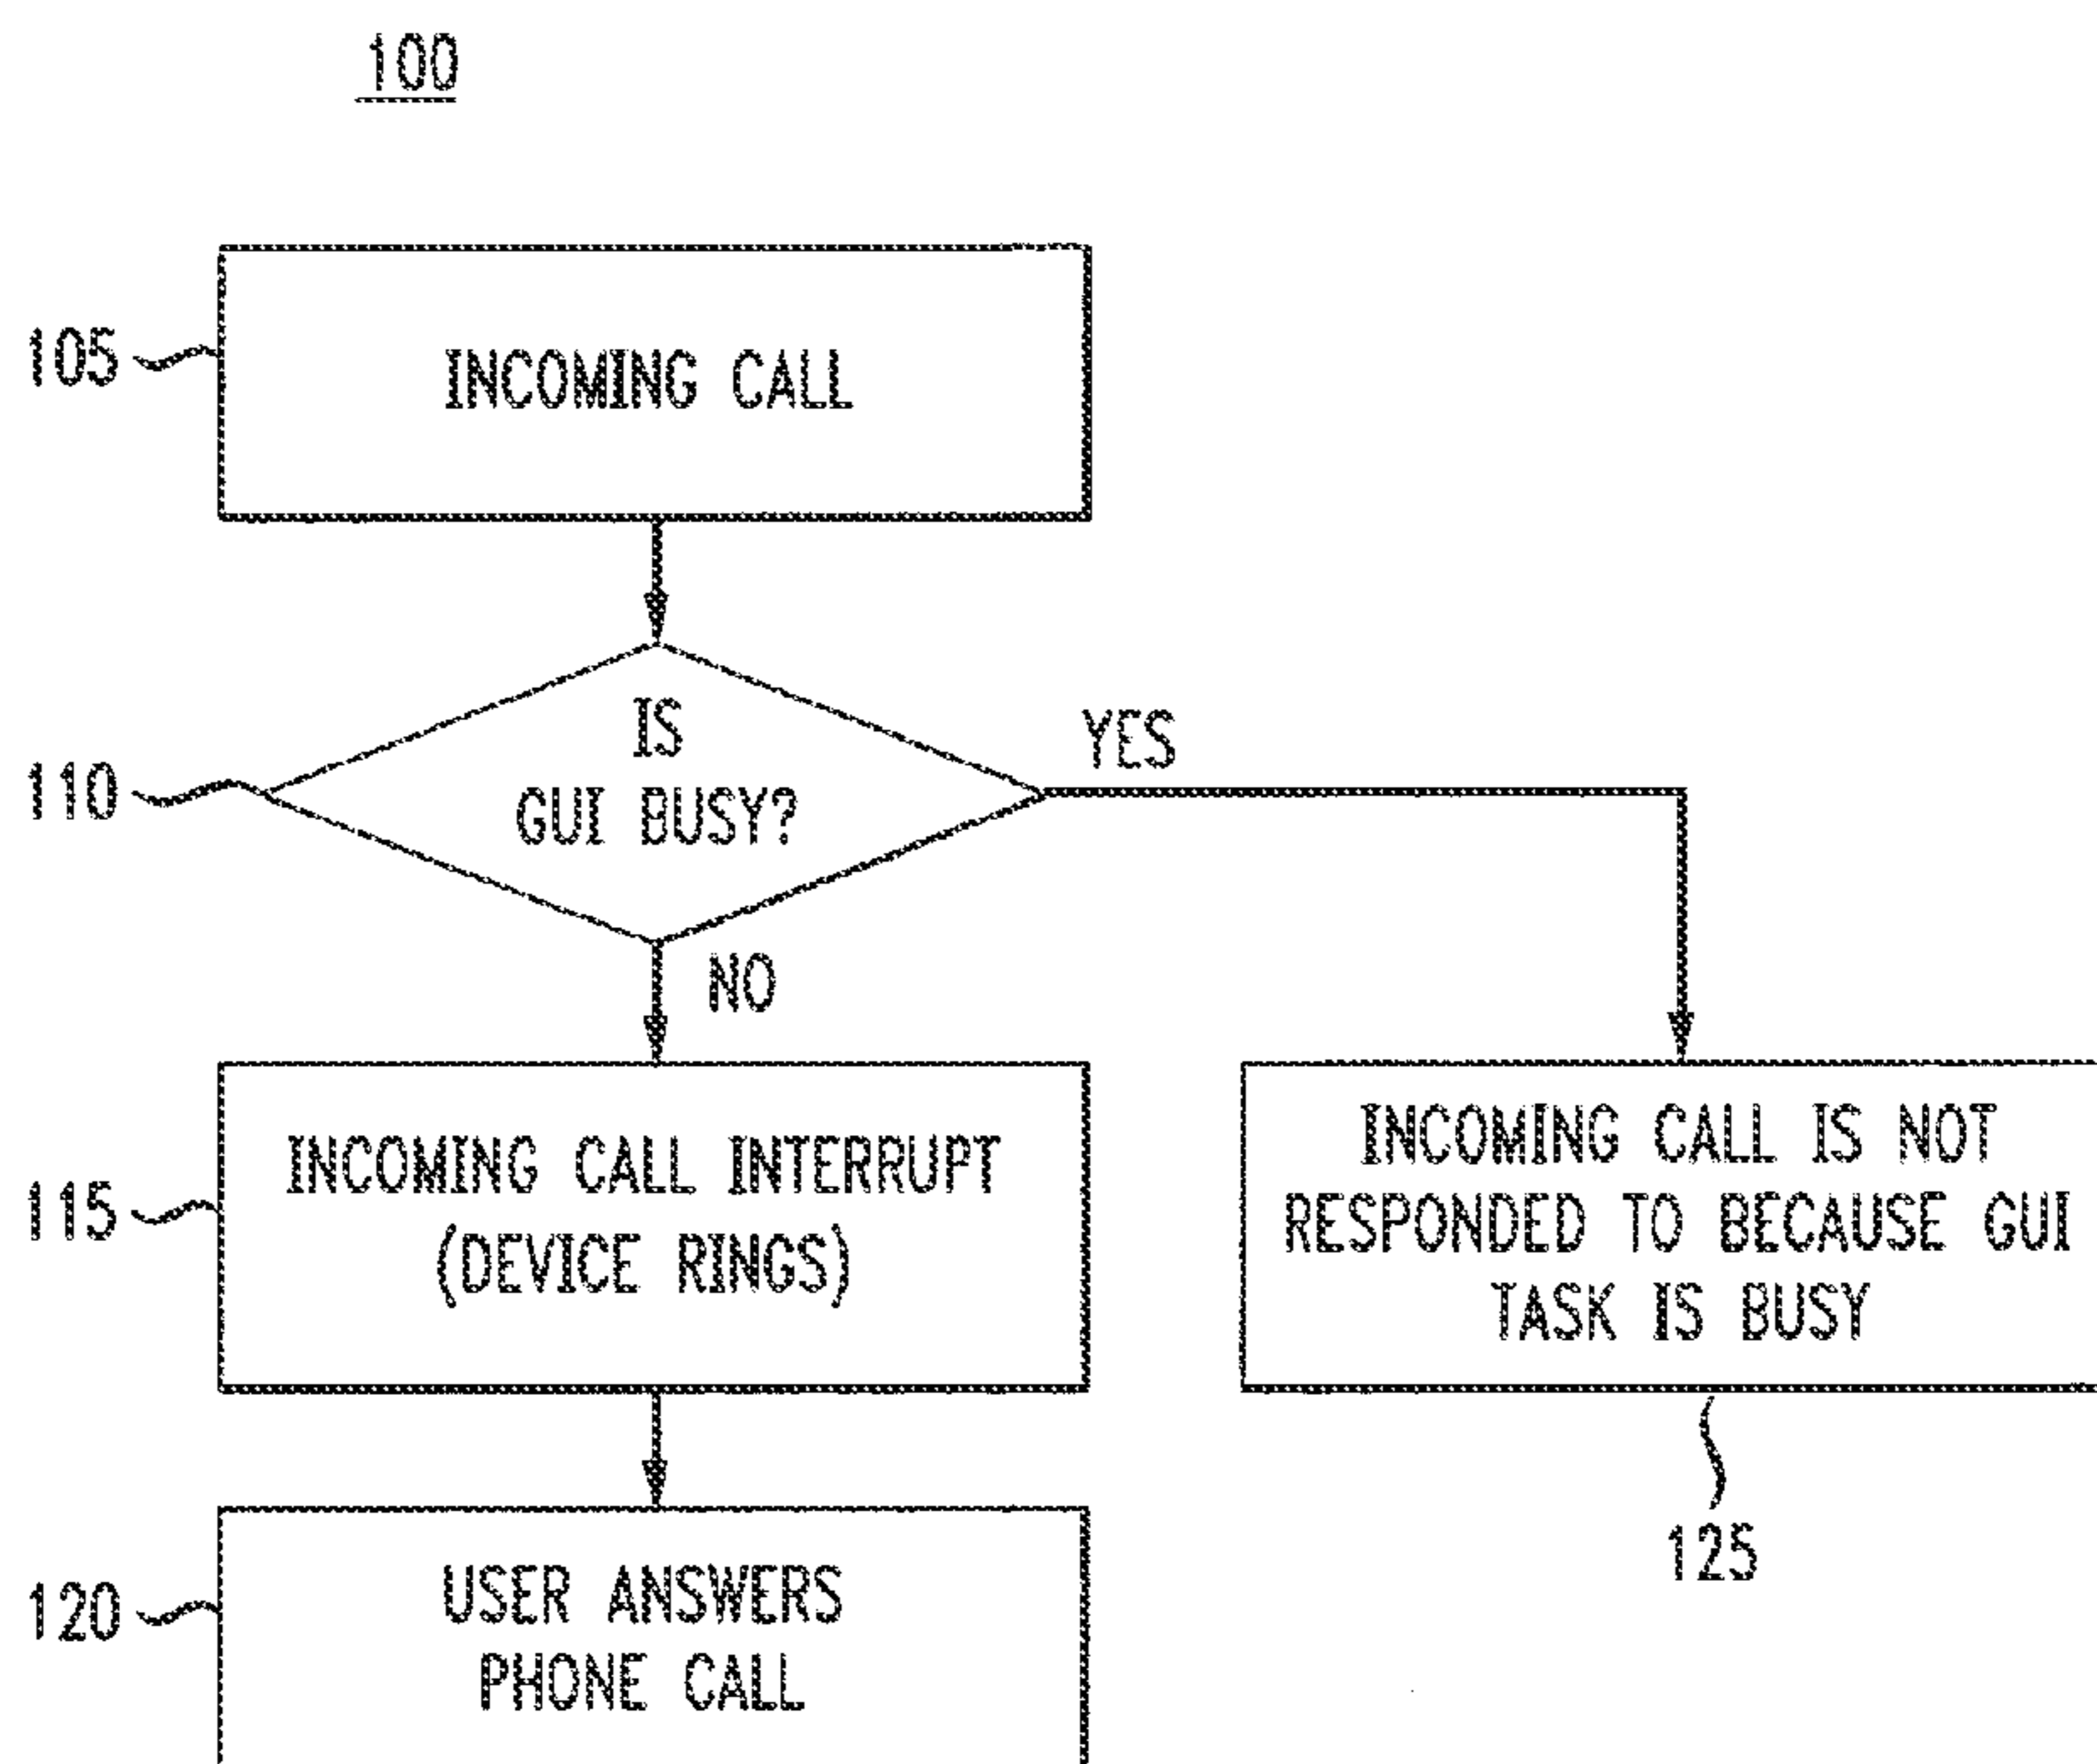 100
105
INCOMING CALL
110
IS
GUI BUSY?
YES
NO
115
INCOMING CALL INTERRUPT
(DEVICE RINGS)
INCOMING CALL IS NOT
RESPONDED TO BECAUSE GUI
TASK IS BUSY
125
120
USER ANSWERS
PHONE CALL